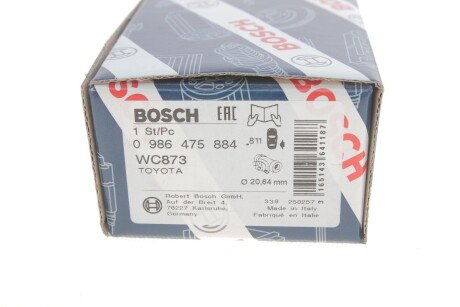 BOSCH EAC
1 St/Pc
0 986 475 884 .811
WC873
TOYOTA
Ø 20,64 mm
Robert Bosch GmbH,
Auf der Breit 4,
76227 Karlsruhe,
Germany
BOSCH
Made in Italy
Fabriqué en Italie